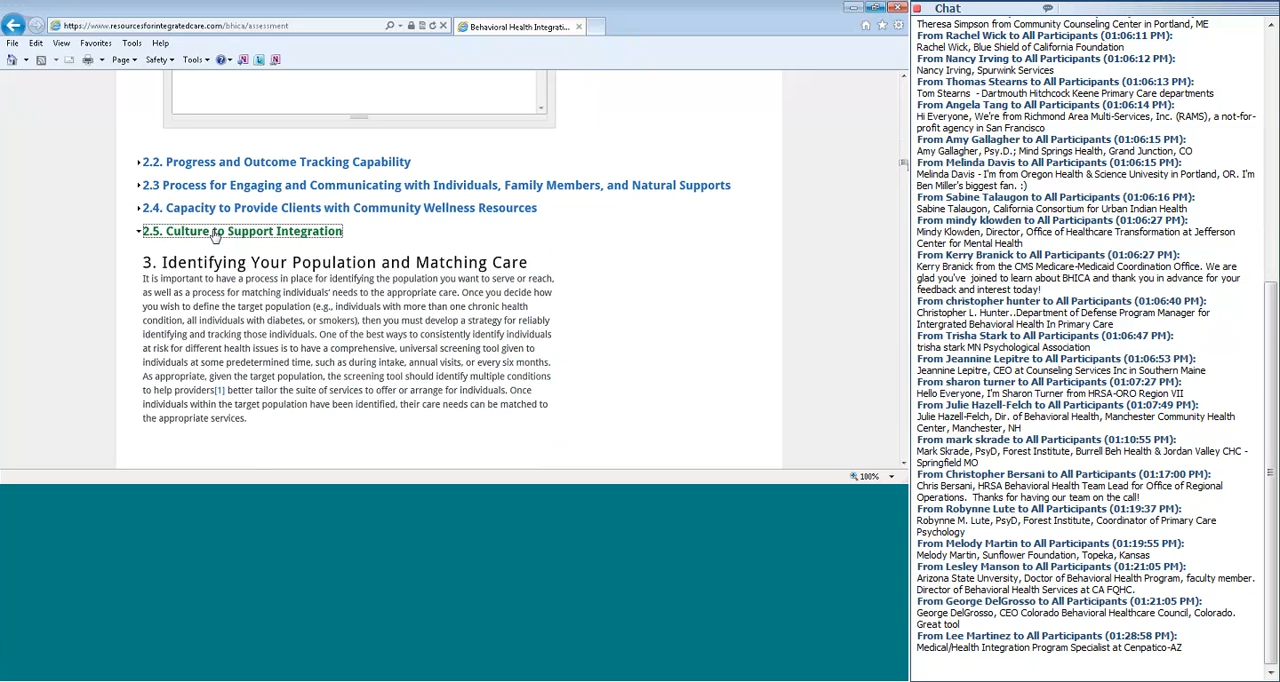 https://www.resourcesforintegratedcare.com/bhica/assessment
Behavioral Health Integrati...
File Edit View Favorites Tools Help
Page Safety Tools
2.2. Progress and Outcome Tracking Capability
2.3 Process for Engaging and Communicating with Individuals, Family Members, and Natural Supports
2.4. Capacity to Provide Clients with Community Wellness Resources
2.5. Culture to Support Integration
3. Identifying Your Population and Matching Care
It is important to have a process in place for identifying the population you want to serve or reach,
as well as a process for matching individuals' needs to the appropriate care. Once you decide how
you wish to define the target population (e.g., individuals with more than one chronic health
condition, all individuals with diabetes, or smokers), then you must develop a strategy for reliably
identifying and tracking those individuals. One of the best ways to consistently identify individuals
at risk for different health issues is to have a comprehensive, universal screening tool given to
individuals at some predetermined time, such as during intake, annual visits, or every six months.
As appropriate, given the target population, the screening tool should identify multiple conditions
to help providers[1] better tailor the suite of services to offer or arrange for individuals. Once
individuals within the target population have been identified, their care needs can be matched to
the appropriate services.
100%
Chat
Theresa Simpson from Community Counseling Center in Portland, ME
From Rachel Wick to All Participants (01:06:11 PM):
Rachel Wick, Blue Shield of California Foundation
From Nancy Irving to All Participants (01:06:12 PM):
Nancy Irving, Spurwink Services
From Thomas Stearns to All Participants (01:06:13 PM):
Tom Stearns - Dartmouth Hitchcock Keene Primary Care departments
From Angela Tang to All Participants (01:06:14 PM):
Hi Everyone, We're from Richmond Area Multi-Services, Inc. (RAMS), a not-for-
profit agency in San Francisco
From Amy Gallagher to All Participants (01:06:15 PM):
Amy Gallagher, Psy.D.; Mind Springs Health, Grand Junction, CO
From Melinda Davis to All Participants (01:06:15 PM):
Melinda Davis - I'm from Oregon Health & Science Univesity in Portland, OR. I'm
Ben Miller's biggest fan. :)
From Sabine Talaugon to All Participants (01:06:16 PM):
Sabine Talaugon, California Consortium for Urban Indian Health
From mindy klowden to All Participants (01:06:27 PM):
Mindy Klowden, Director, Office of Healthcare Transformation at Jefferson
Center for Mental Health
From Kerry Branick to All Participants (01:06:27 PM):
Kerry Branick from the CMS Medicare-Medicaid Coordination Office. We are
glad you've joined to learn about BHICA and thank you in advance for your
feedback and interest today!
From christopher hunter to All Participants (01:06:40 PM):
Christopher L. Hunter..Department of Defense Program Manager for
Intergrated Behavioral Health In Primary Care
From Trisha Stark to All Participants (01:06:47 PM):
trisha stark MN Psychological Association
From Jeannine Lepitre to All Participants (01:06:53 PM):
Jeannine Lepitre, CEO at Counseling Services Inc in Southern Maine
From sharon turner to All Participants (01:07:27 PM):
Hello Everyone, I'm Sharon Turner from HRSA-ORO Region VII
From Julie Hazell-Felch to All Participants (01:07:49 PM):
Julie Hazell-Felch, Dir. of Behavioral Health, Manchester Community Health
Center, Manchester, NH
From mark skrade to All Participants (01:10:55 PM):
Mark Skrade, PsyD, Forest Institute, Burrell Beh Health & Jordan Valley CHC -
Springfield MO
From Christopher Bersani to All Participants (01:17:00 PM):
Chris Bersani, HRSA Behavioral Health Team Lead for Office of Regional
Operations. Thanks for having our team on the call!
From Robynne Lute to All Participants (01:19:37 PM):
Robynne M. Lute, PsyD, Forest Institute, Coordinator of Primary Care
Psychology
From Melody Martin to All Participants (01:19:55 PM):
Melody Martin, Sunflower Foundation, Topeka, Kansas
From Lesley Manson to All Participants (01:21:05 PM):
Arizona State Unversity, Doctor of Behavioral Health Program, faculty member.
Director of Behavioral Health Services at CA FQHC.
From George DelGrosso to All Participants (01:21:05 PM):
George DelGrosso, CEO Colorado Behavioral Healthcare Council, Colorado.
Great tool
From Lee Martinez to All Participants (01:28:58 PM):
Medical/Health Integration Program Specialist at Cenpatico-AZ